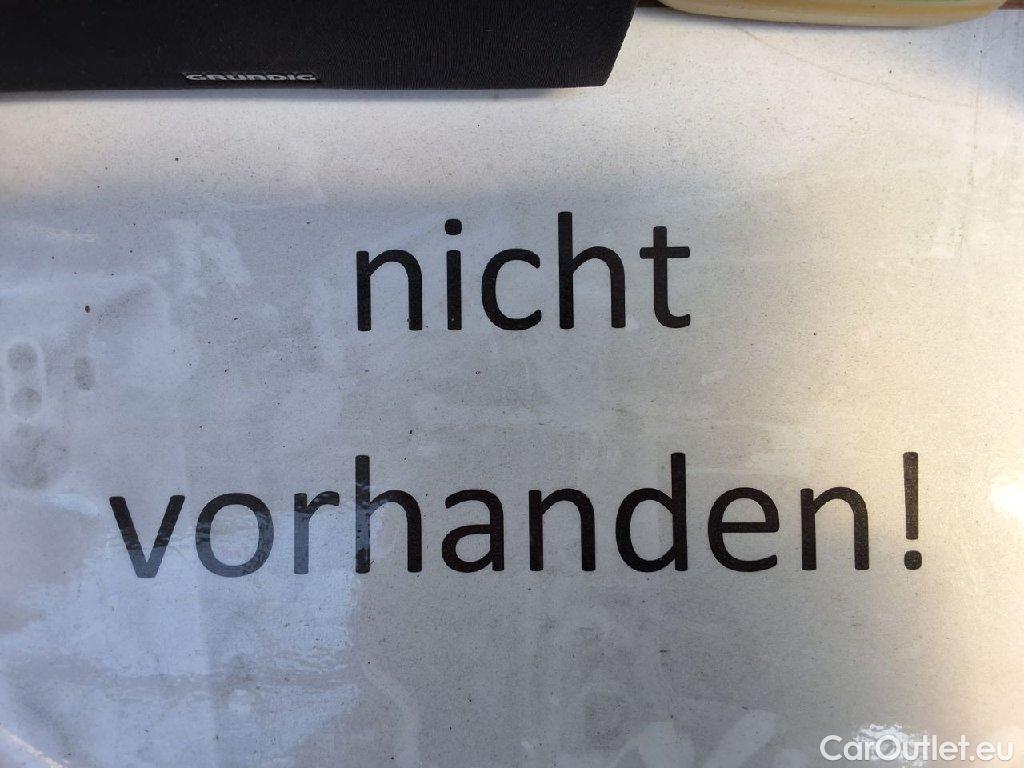 GRUNDIG
nicht
vorhanden!
CarOutlet.eu